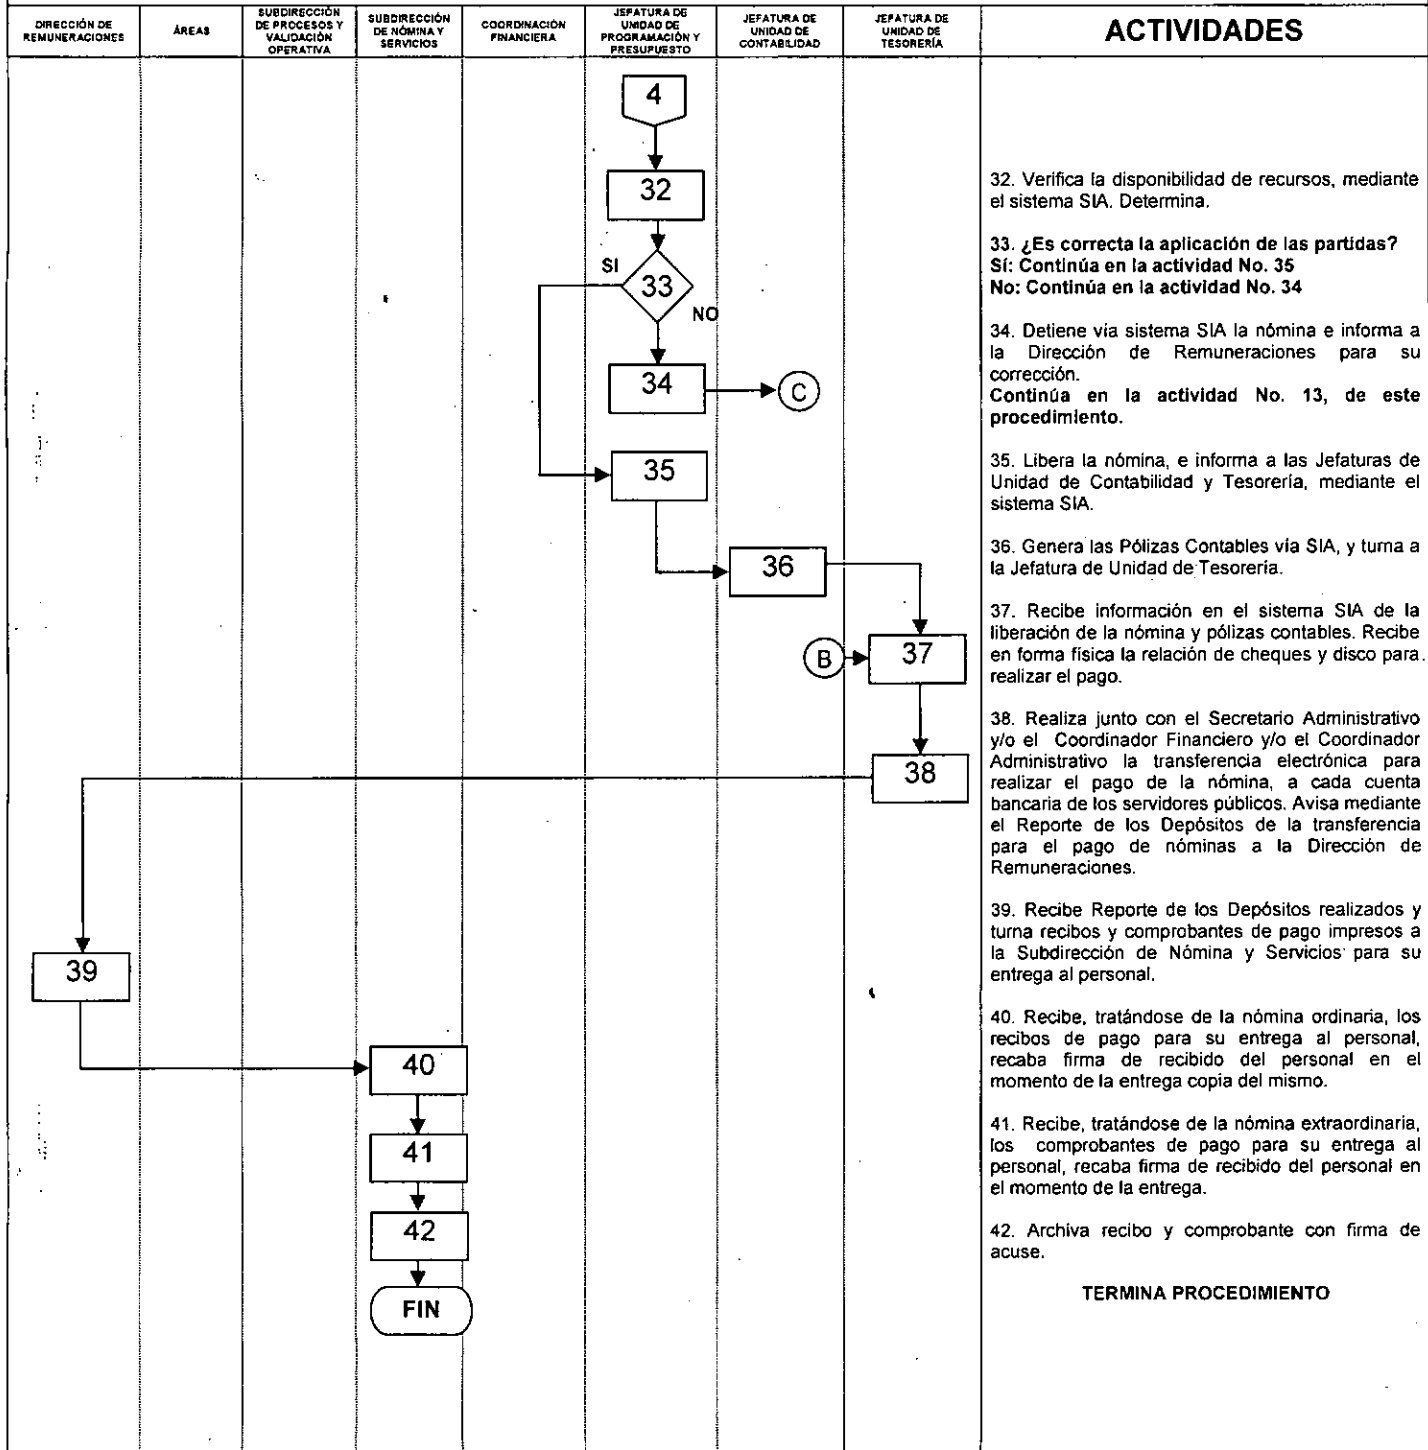 DIRECCIÓN DE
REMUNERACIONES
ÁREAS
SUBDIRECCIÓN
DE PROCESOS Y
VALIDACIÓN
OPERATIVA
SUBDIRECCIÓN
DE NÓMINA Y
SERVICIOS
COORDINACIÓN
FINANCIERA
JEFATURA DE
UNIDAD DE
PROGRAMACIÓN Y
PRESUPUESTO
JEFATURA DE
UNIDAD DE
CONTABILIDAD
JEFATURA DE
UNIDAD DE
TESORERÍA
ACTIVIDADES
4
32
SI
33
NO
34
C
35
36
B
37
38
39
40
41
42
FIN
32. Verifica la disponibilidad de recursos, mediante
el sistema SIA. Determina.
33. ¿Es correcta la aplicación de las partidas?
Sí: Continúa en la actividad No. 35
No: Continúa en la actividad No. 34
34. Detiene vía sistema SIA la nómina e informa a
la Dirección de Remuneraciones para su
corrección.
Continúa en la actividad No. 13, de este
procedimiento.
35. Libera la nómina, e informa a las Jefaturas de
Unidad de Contabilidad y Tesorería, mediante el
sistema SIA.
36. Genera las Pólizas Contables vía SIA, y turna a
la Jefatura de Unidad de Tesorería.
37. Recibe información en el sistema SIA de la
liberación de la nómina y pólizas contables. Recibe
en forma física la relación de cheques y disco para
realizar el pago.
38. Realiza junto con el Secretario Administrativo
y/o el Coordinador Financiero y/o el Coordinador
Administrativo la transferencia electrónica para
realizar el pago de la nómina, a cada cuenta
bancaria de los servidores públicos. Avisa mediante
el Reporte de los Depósitos de la transferencia
para el pago de nóminas a la Dirección de
Remuneraciones.
39. Recibe Reporte de los Depósitos realizados y
turna recibos y comprobantes de pago impresos a
la Subdirección de Nómina y Servicios para su
entrega al personal.
40. Recibe, tratándose de la nómina ordinaria, los
recibos de pago para su entrega al personal,
recaba firma de recibido del personal en el
momento de la entrega copia del mismo.
41. Recibe, tratándose de la nómina extraordinaria,
los comprobantes de pago para su entrega al
personal, recaba firma de recibido del personal en
el momento de la entrega.
42. Archiva recibo y comprobante con firma de
acuse.
TERMINA PROCEDIMIENTO